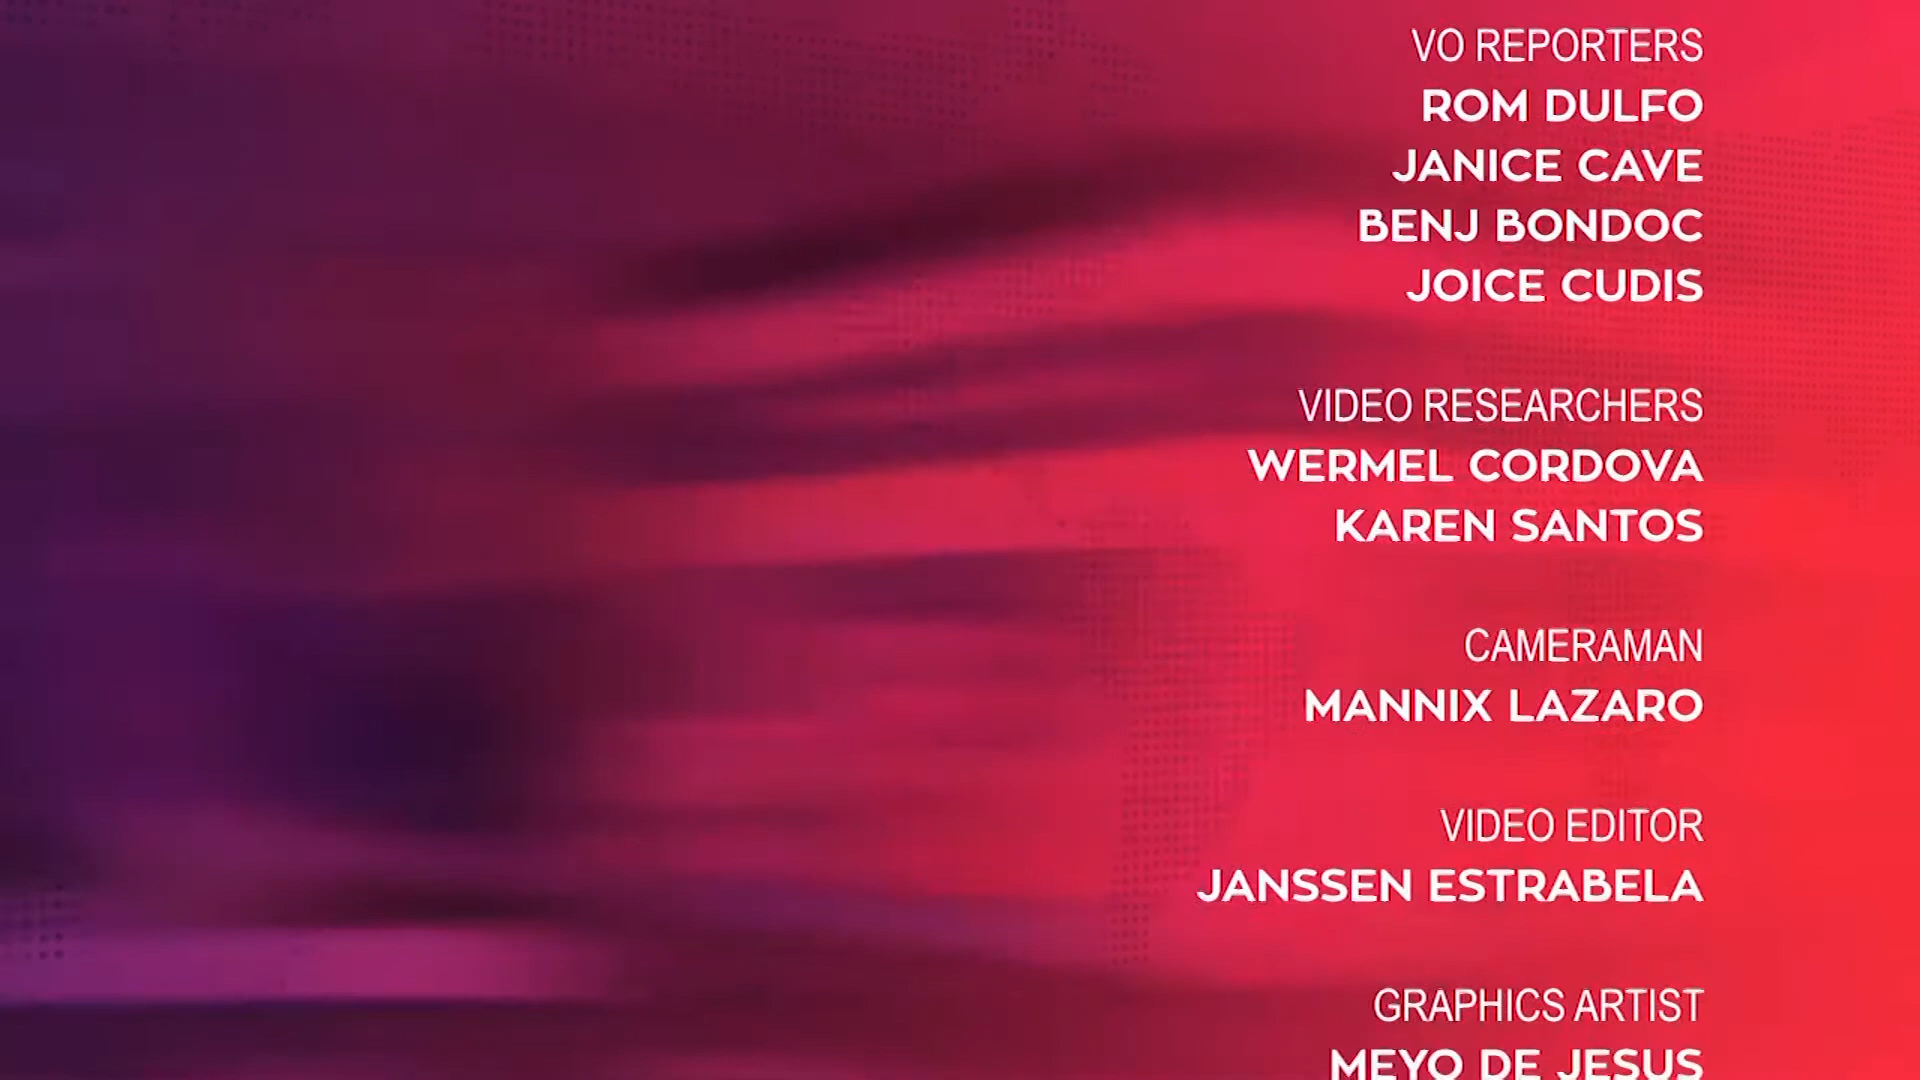 VO REPORTERS
ROM DULFO
JANICE CAVE
BENJ BONDOC
JOICE CUDIS
VIDEO RESEARCHERS
WERMEL CORDOVA
KAREN SANTOS
CAMERAMAN
MANNIX LAZARO
VIDEO EDITOR
JANSSEN ESTRABELA
GRAPHICS ARTIST
MEYO DE JESUS